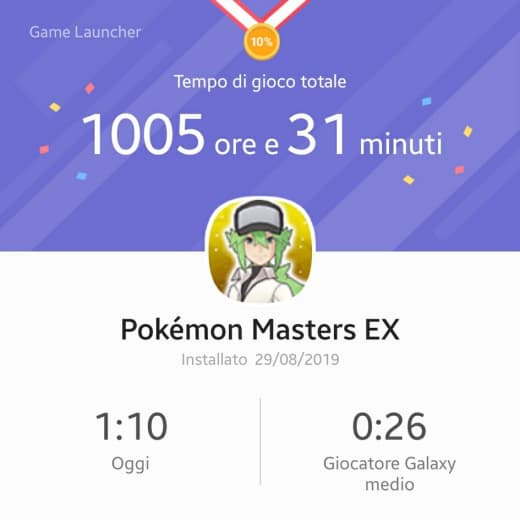 Game Launcher
10%
Tempo di gioco totale
1005 ore e 31 minuti
Pokémon Masters EX
Installato 29/08/2019
1:10
Oggi
0:26
Giocatore Galaxy
medio